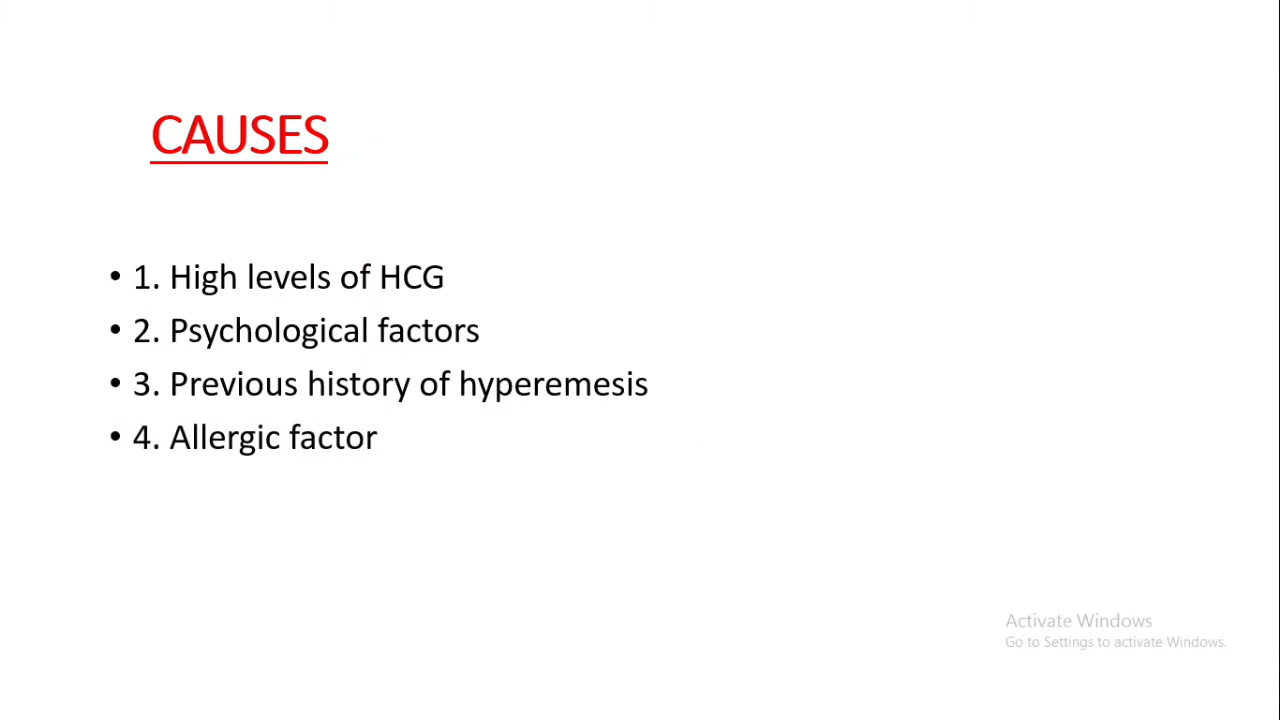 CAUSES
• 1. High levels of HCG
• 2. Psychological factors
• 3. Previous history of hyperemesis
• 4. Allergic factor
Activate Windows
Go to Settings to activate Windows.